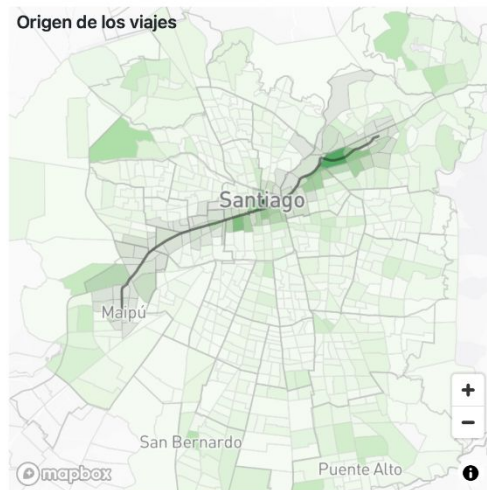 Origen de los viajes
Santiago
Maipú
San Bernardo
Puente Alto
mapbox